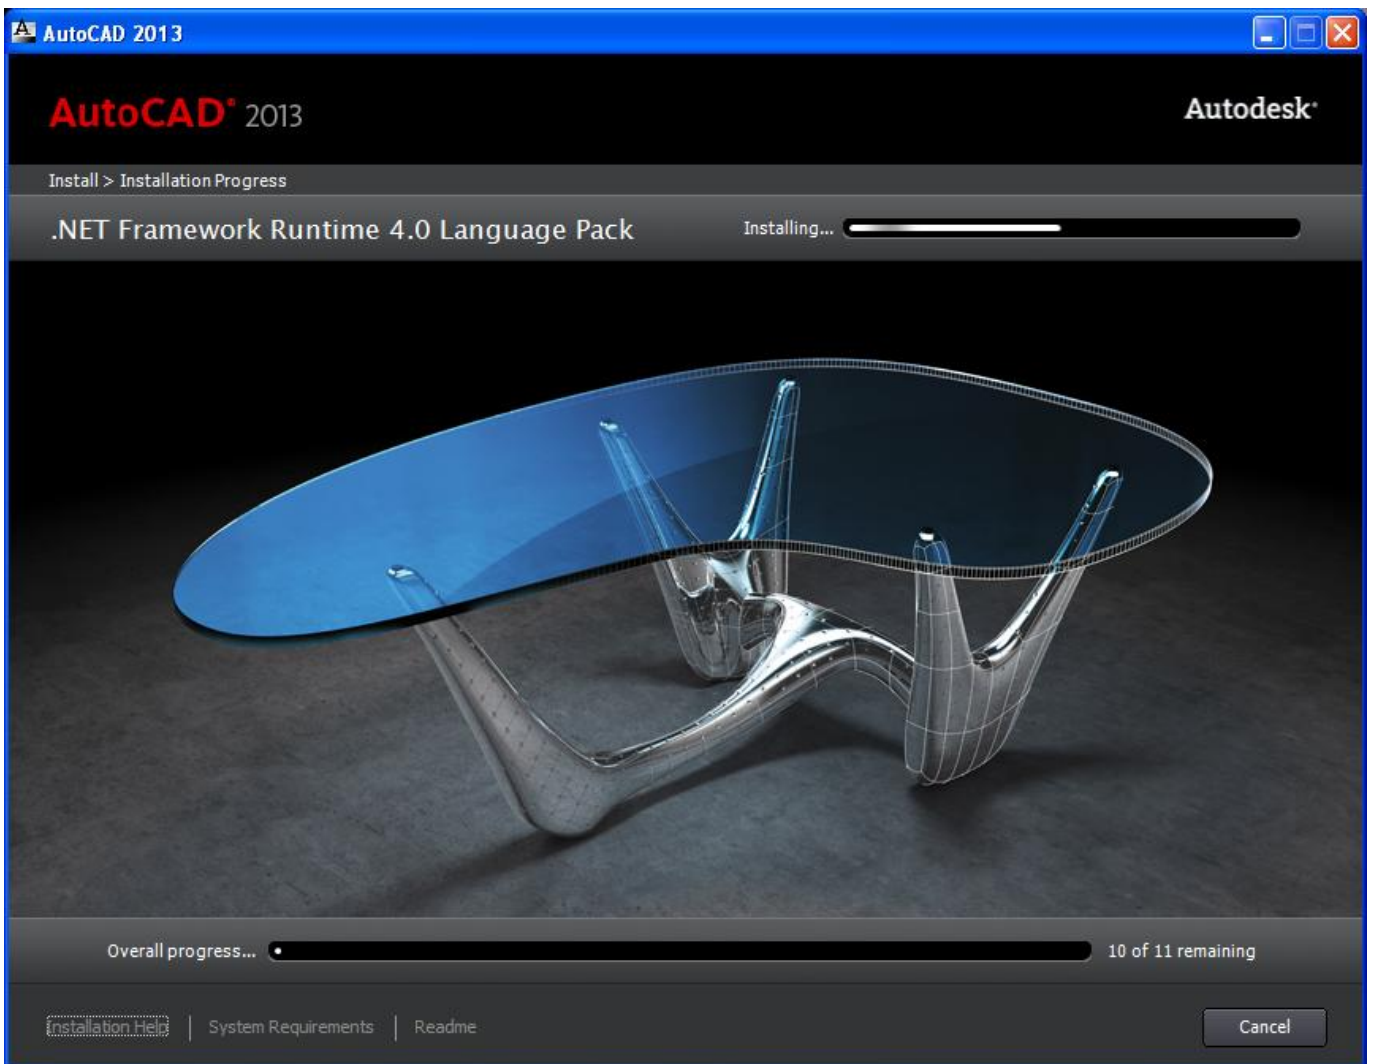 AutoCAD 2013
AutoCAD® 2013
Autodesk®
Install > Installation Progress
.NET Framework Runtime 4.0 Language Pack
Installing...
Overall progress...
10 of 11 remaining
Installation Help
System Requirements
Readme
Cancel